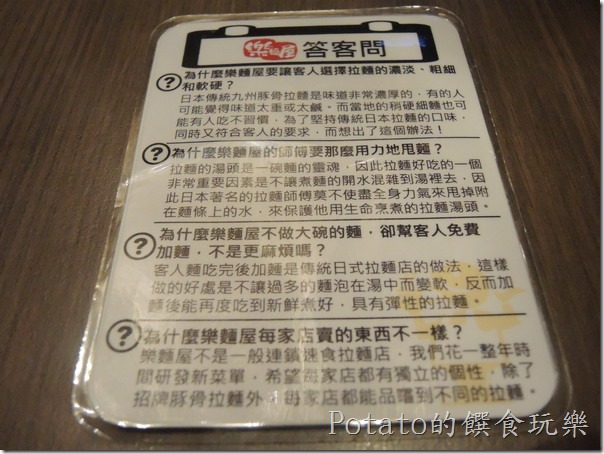 樂麵屋 答客問
為什麼樂麵屋要讓客人選擇拉麵的濃淡、粗細
和軟硬？
日本傳統九州豚骨拉麵是味道非常濃厚的，有的人
可能覺得味道太重或太鹹。而當地的稍硬細麵也可
能有人吃不習慣，為了堅持傳統日本拉麵的口味，
同時又符合客人的要求，而想出了這個辦法！
為什麼樂麵屋的師傅要那麼用力地甩麵？
拉麵的湯頭是一碗麵的靈魂，因此拉麵好吃的一個
非常重要因素是不讓煮麵的開水混雜到湯裡去，因
此日本著名的拉麵師傅莫不使盡全身力氣來甩掉附
在麵條上的水，來保護他用生命烹煮的拉麵湯頭。
為什麼樂麵屋不做大碗的麵，卻幫客人免費
加麵，不是更麻煩嗎？
客人麵吃完後加麵是傳統日式拉麵店的做法，這樣
做的好處是不讓過多的麵泡在湯中而變軟，反而加
麵後能再度吃到新鮮煮好，具有彈性的拉麵。
為什麼樂麵屋每家店賣的東西不一樣？
樂麵屋不是一般連鎖速食拉麵店，我們花一整年時
間研發新菜單，希望每家店都有獨立的個性，除了
招牌豚骨拉麵外，每家店都能品嚐到不同的拉麵。
Potato的饌食玩樂